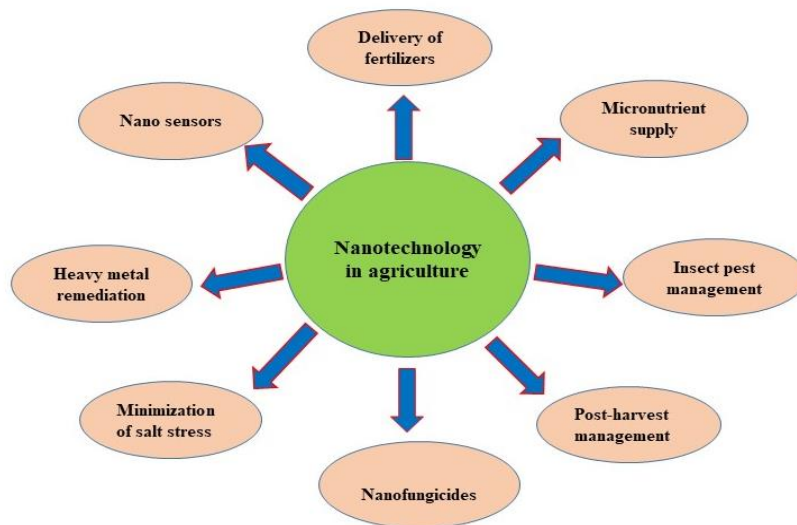 Delivery of
fertilizers
Micronutrient
supply
Nano sensors
Nanotechnology
in agriculture
Heavy metal
remediation
Insect pest
management
Minimization
of salt stress
Post-harvest
management
Nanofungicides